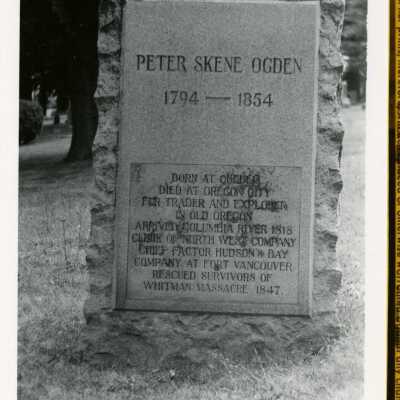 PETER SKENE OGDEN
1794 — 1854
BORN AT QUEBEC
DIED AT OREGON CITY
FUR TRADER AND EXPLORER
IN OLD OREGON
ARRIVED COLUMBIA RIVER 1818
CLERK OF NORTH WEST COMPANY
CHIEF FACTOR HUDSON'S BAY
COMPANY AT FORT VANCOUVER
RESCUED SURVIVORS OF
WHITMAN MASSACRE 1847.